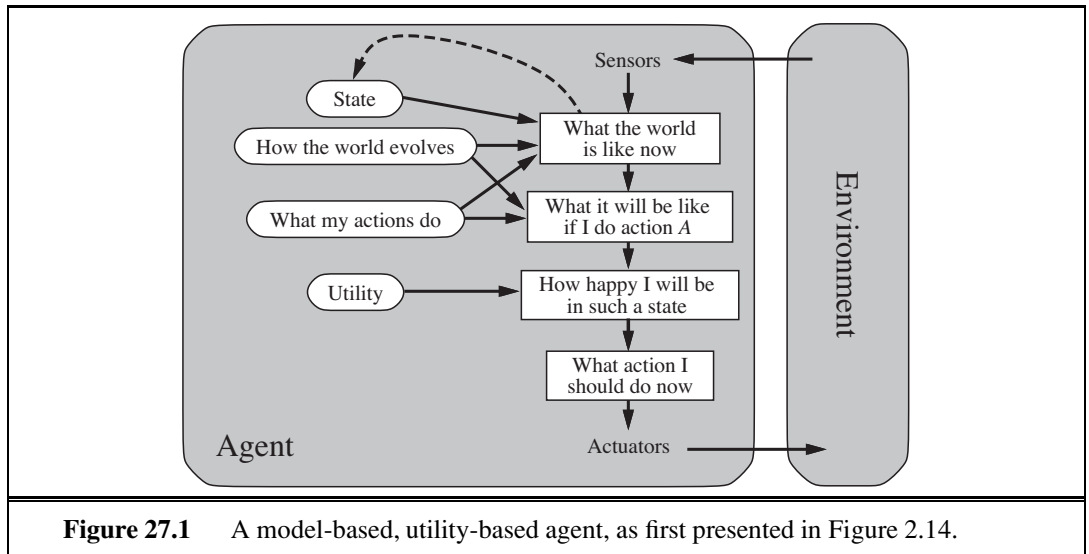 Sensors
State
What the world
is like now
How the world evolves
What it will be like
if I do action A
What my actions do
How happy I will be
in such a state
Utility
What action I
should do now
Agent
Actuators
Environment
Figure 27.1 A model-based, utility-based agent, as first presented in Figure 2.14.